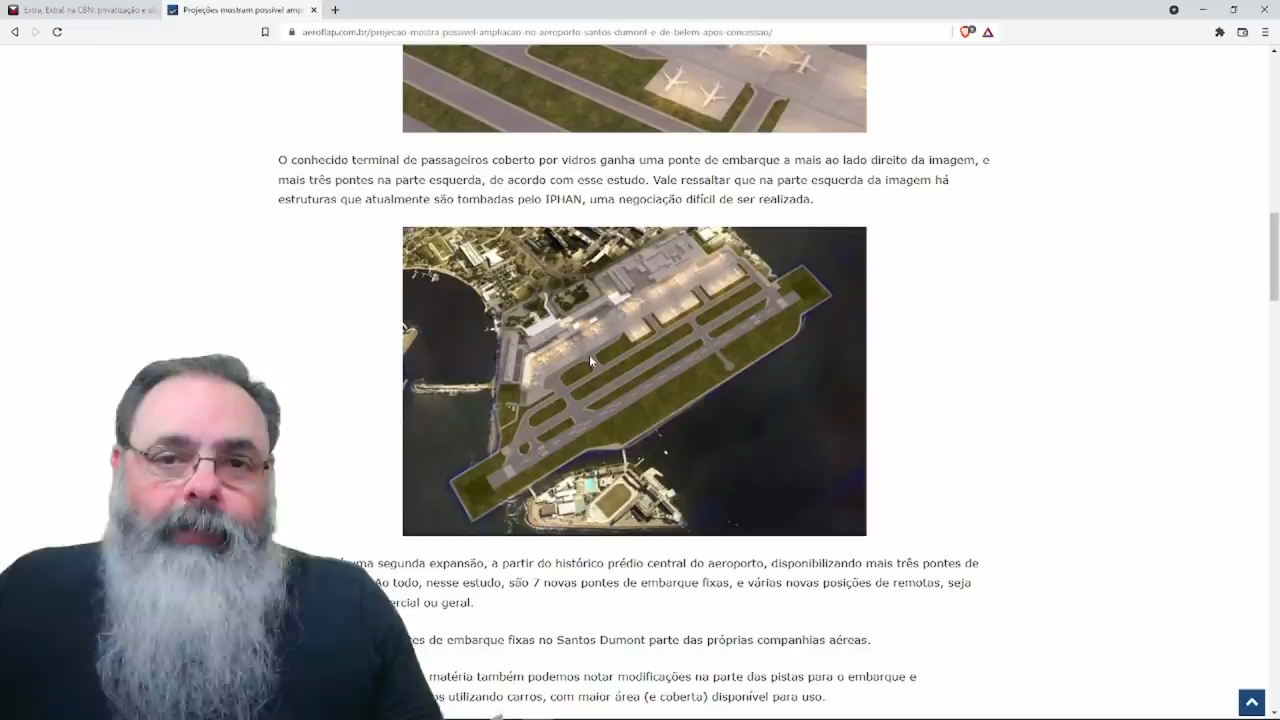 Extra, Extra! na CBN: privatização e olu
Projeções mostram possível amp
aeroflap.com.br/projecao-mostra-possivel-ampliacao-no-aeroporto-santos-dumont-e-de-belem-apos-concessao/
O conhecido terminal de passageiros coberto por vidros ganha uma ponte de embarque a mais ao lado direito da imagem, e
mais três pontes na parte esquerda, de acordo com esse estudo. Vale ressaltar que na parte esquerda da imagem há
estruturas que atualmente são tombadas pelo IPHAN, uma negociação difícil de ser realizada.
uma segunda expansão, a partir do histórico prédio central do aeroporto, disponibilizando mais três pontes de
Ao todo, nesse estudo, são 7 novas pontes de embarque fixas, e várias novas posições de remotas, seja
ercial ou geral.
es de embarque fixas no Santos Dumont parte das próprias companhias aéreas.
matéria também podemos notar modificações na parte das pistas para o embarque e
os utilizando carros, com maior área (e coberta) disponível para uso.